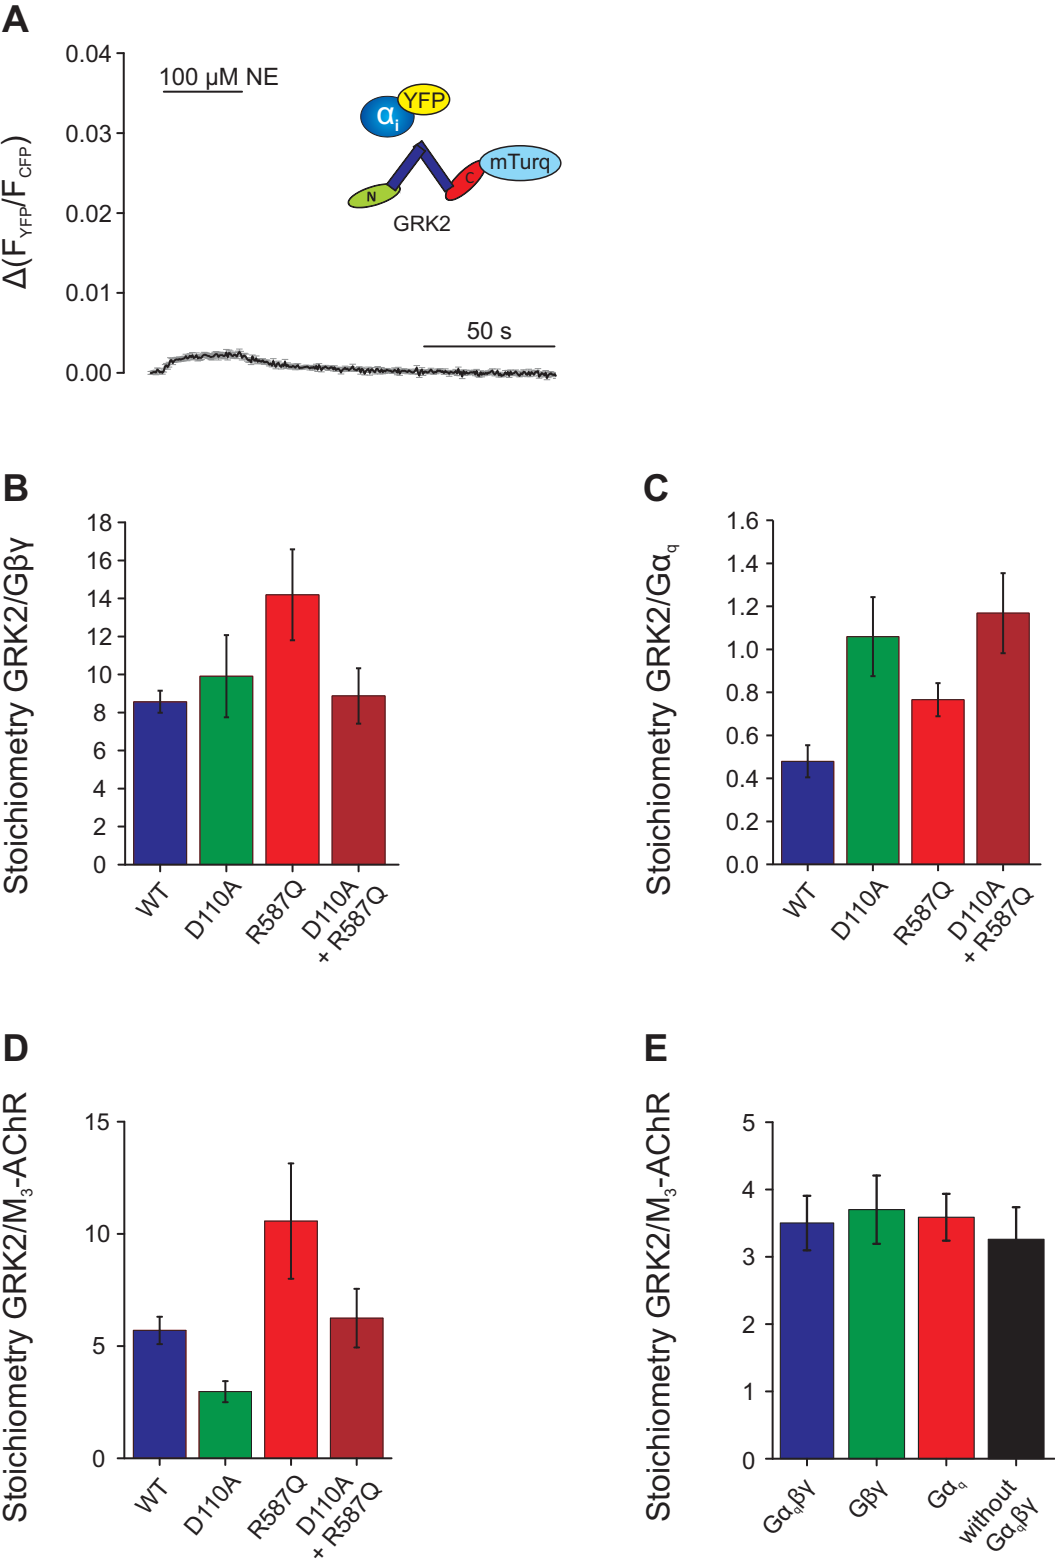 A
Δ(FYFP/FCFP)
0.04
0.03
0.02
0.01
0.00
100 µM NE
αi
YFP
N
C
mTurq
GRK2
50 s
B
Stoichiometry GRK2/Gβγ
18
16
14
12
10
8
6
4
2
0
WT
D110A
R587Q
D110A
+ R587Q
C
Stoichiometry GRK2/Gαq
1.6
1.4
1.2
1.0
0.8
0.6
0.4
0.2
0.0
WT
D110A
R587Q
D110A
+ R587Q
D
Stoichiometry GRK2/M3-AChR
15
10
5
0
WT
D110A
R587Q
D110A
+ R587Q
E
Stoichiometry GRK2/M3-AChR
5
4
3
2
1
0
Gαqβγ
Gβγ
Gαq
without
Gαqβγ